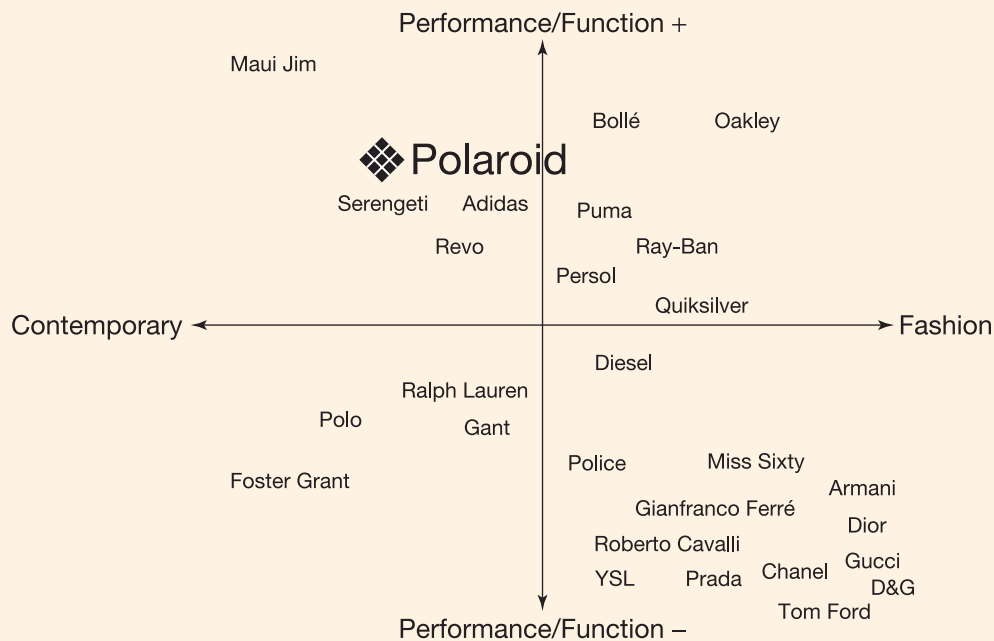 Performance/Function +
Maui Jim
Bollé
Oakley
Polaroid
Serengeti
Adidas
Puma
Revo
Ray-Ban
Persol
Quiksilver
Contemporary
Fashion
Diesel
Ralph Lauren
Polo
Gant
Police
Miss Sixty
Foster Grant
Armani
Gianfranco Ferré
Dior
Roberto Cavalli
Gucci
YSL
Prada
Chanel
D&G
Tom Ford
Performance/Function –